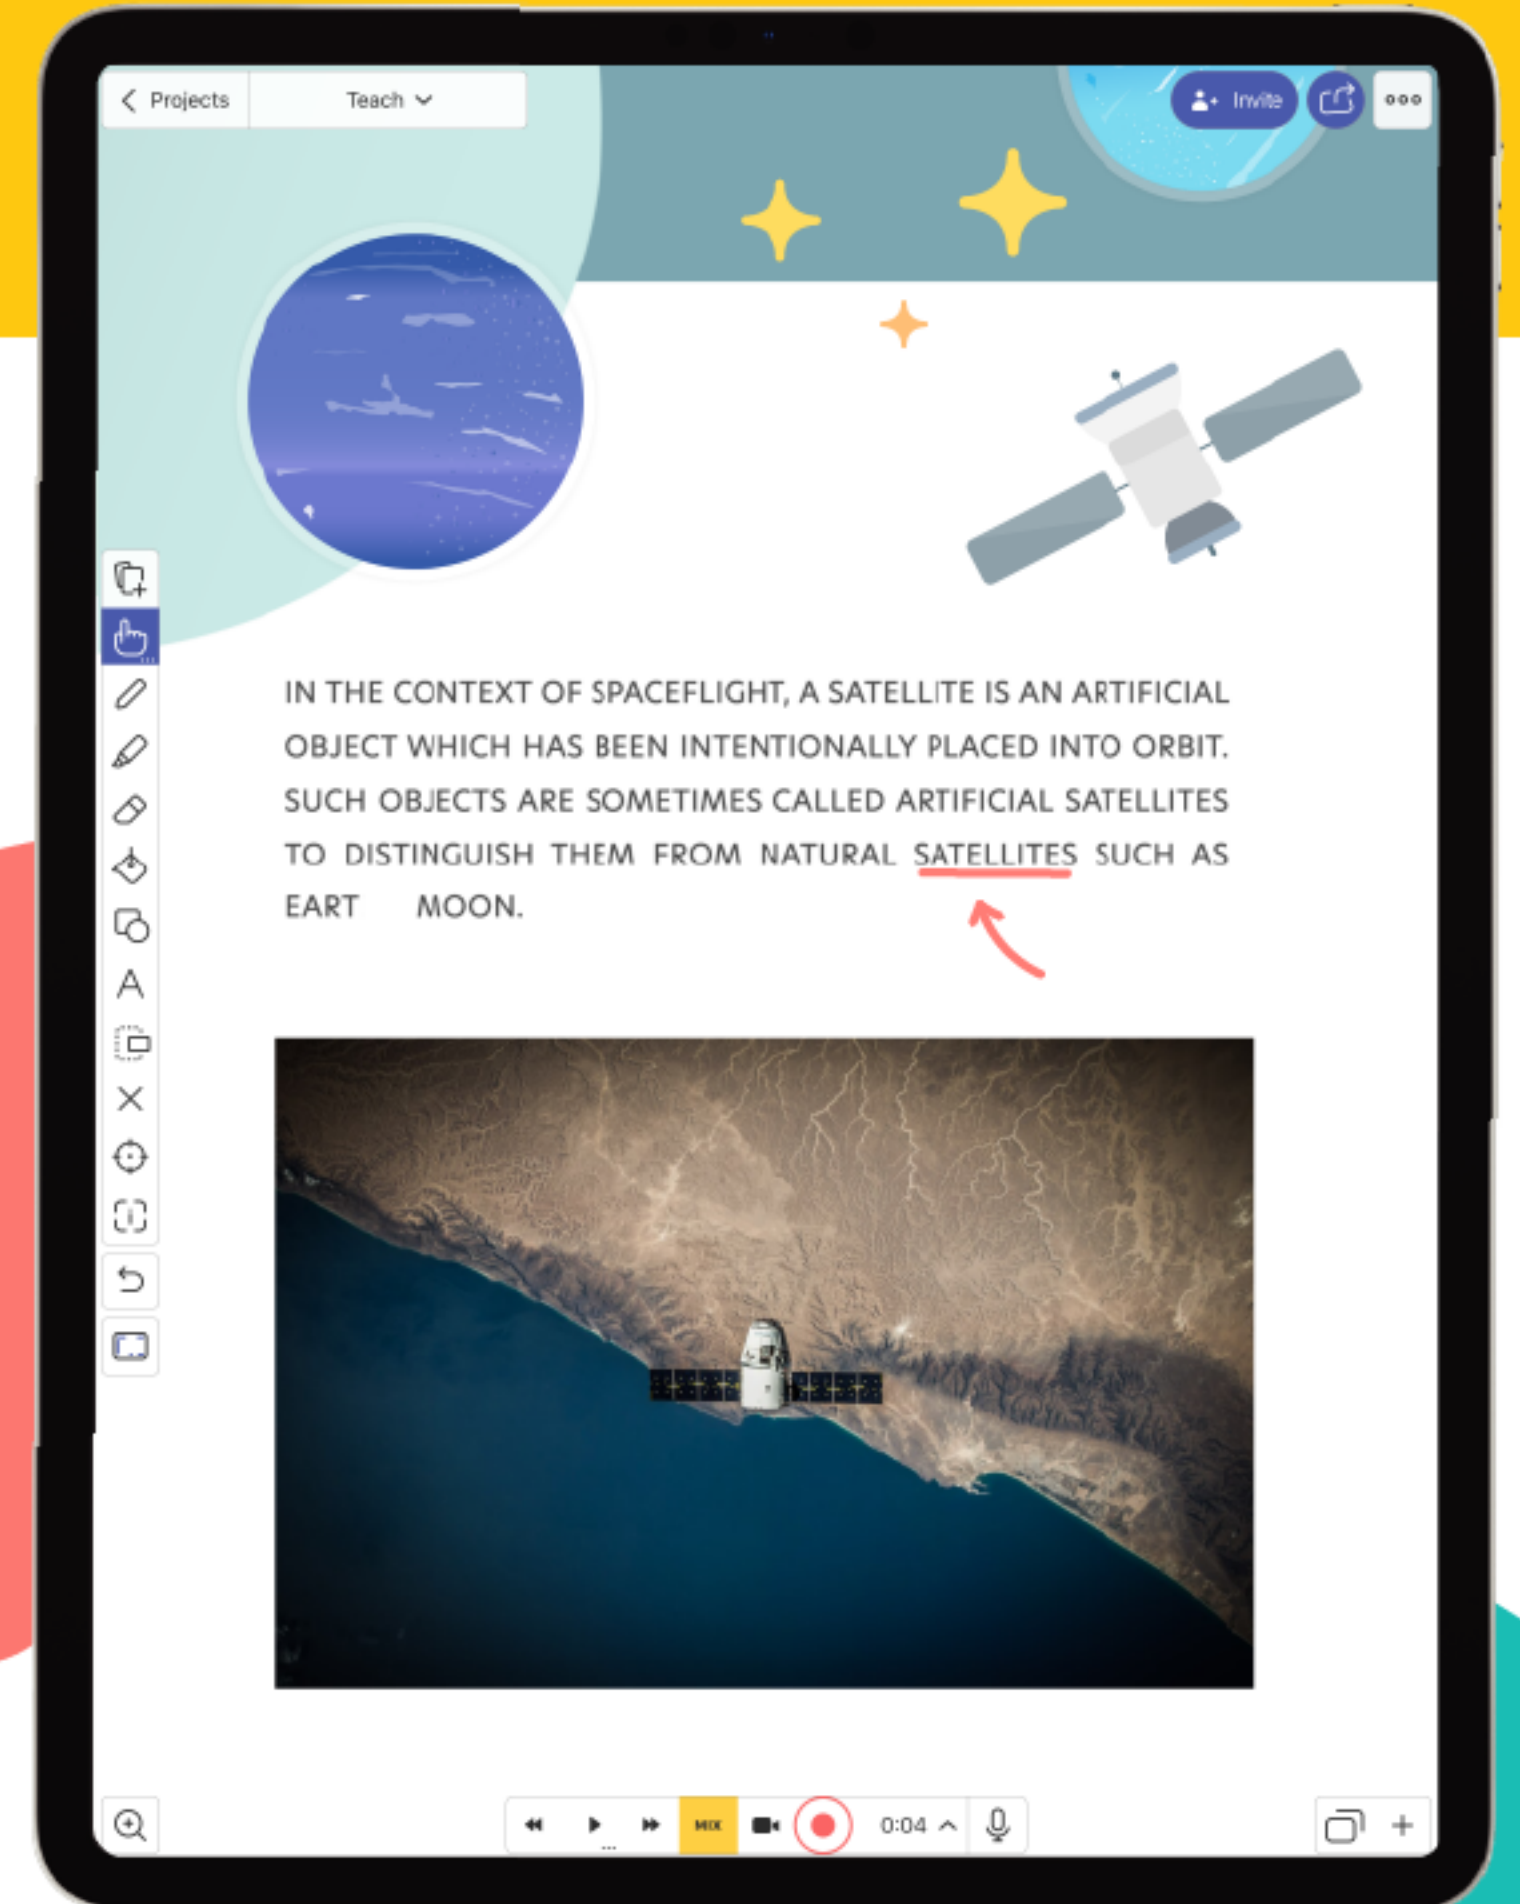 Projects
Teach
Invite
IN THE CONTEXT OF SPACEFLIGHT, A SATELLITE IS AN ARTIFICIAL
OBJECT WHICH HAS BEEN INTENTIONALLY PLACED INTO ORBIT.
SUCH OBJECTS ARE SOMETIMES CALLED ARTIFICIAL SATELLITES
TO DISTINGUISH THEM FROM NATURAL SATELLITES SUCH AS
EART MOON.
MIX
0:04